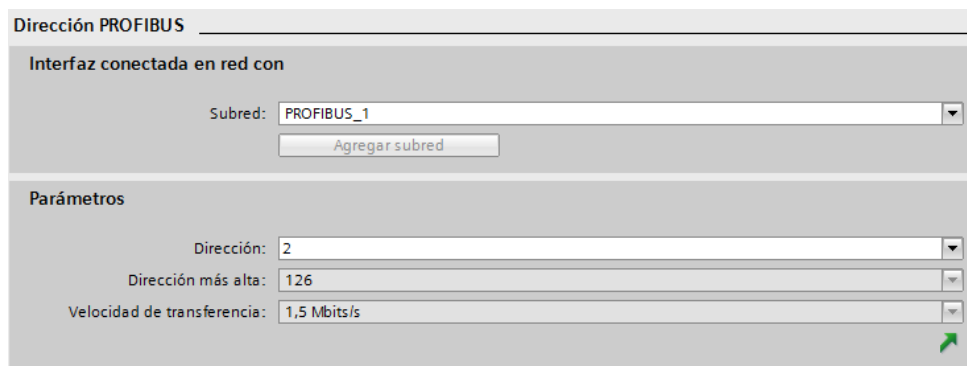 Dirección PROFIBUS
Interfaz conectada en red con
Subred: PROFIBUS_1
Agregar subred
Parámetros
Dirección: 2
Dirección más alta: 126
Velocidad de transferencia: 1,5 Mbits/s